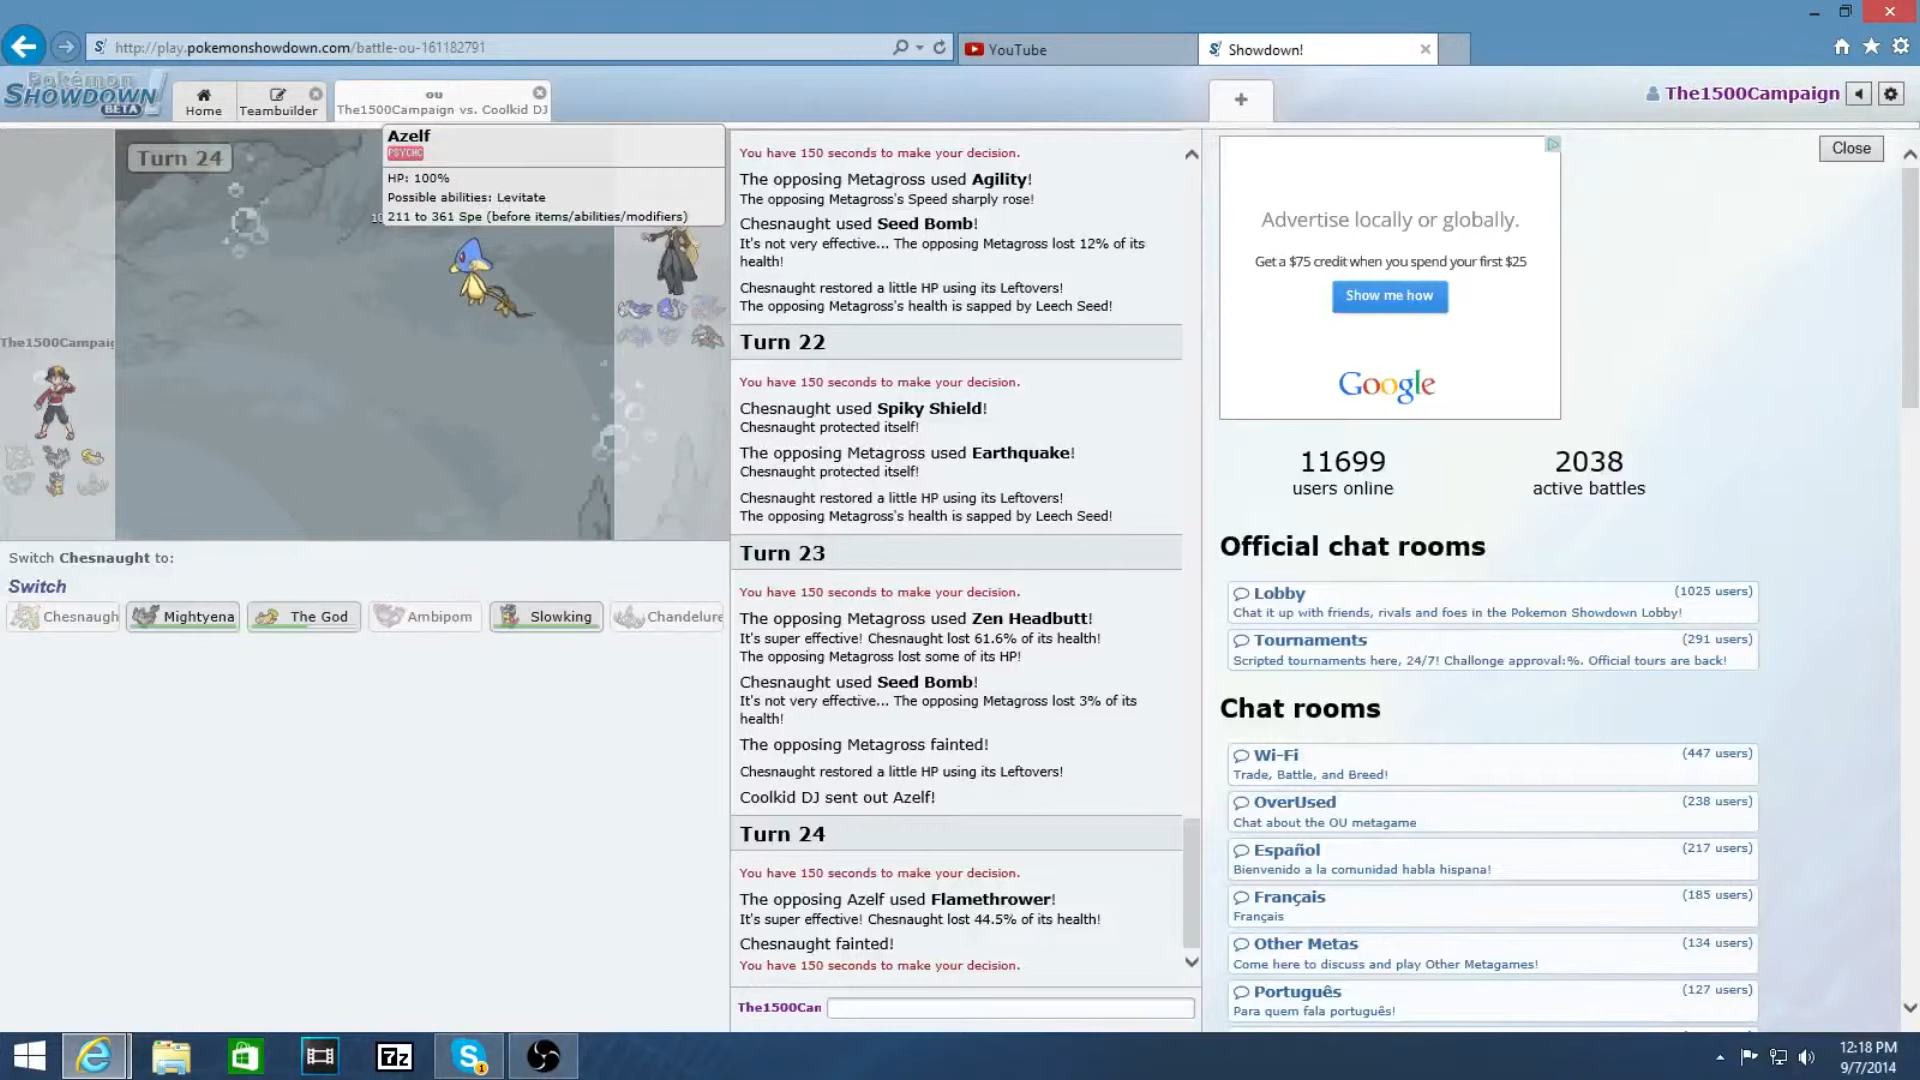 http://play.pokemonshowdown.com/battle-ou-161182791
YouTube
Showdown!
Pokémon
SHOWDOWN!
BETA
Home
Teambuilder
ou
The1500Campaign vs. Coolkid DJ
+
The1500Campaign
Turn 24
Azelf
PSYCHC
HP: 100%
Possible abilities: Levitate
211 to 361 Spe (before items/abilities/modifiers)
The1500Campaig
Switch Chesnaught to:
Switch
Chesnaugh
Mightyena
The God
Ambipom
Slowking
Chandelure
You have 150 seconds to make your decision.
The opposing Metagross used Agility!
The opposing Metagross's Speed sharply rose!
Chesnaught used Seed Bomb!
It's not very effective... The opposing Metagross lost 12% of its
health!
Chesnaught restored a little HP using its Leftovers!
The opposing Metagross's health is sapped by Leech Seed!
Turn 22
You have 150 seconds to make your decision.
Chesnaught used Spiky Shield!
Chesnaught protected itself!
The opposing Metagross used Earthquake!
Chesnaught protected itself!
Chesnaught restored a little HP using its Leftovers!
The opposing Metagross's health is sapped by Leech Seed!
Turn 23
You have 150 seconds to make your decision.
The opposing Metagross used Zen Headbutt!
It's super effective! Chesnaught lost 61.6% of its health!
The opposing Metagross lost some of its HP!
Chesnaught used Seed Bomb!
It's not very effective... The opposing Metagross lost 3% of its
health!
The opposing Metagross fainted!
Chesnaught restored a little HP using its Leftovers!
Coolkid DJ sent out Azelf!
Turn 24
You have 150 seconds to make your decision.
The opposing Azelf used Flamethrower!
It's super effective! Chesnaught lost 44.5% of its health!
Chesnaught fainted!
You have 150 seconds to make your decision.
The1500Can
Close
Advertise locally or globally.
Get a $75 credit when you spend your first $25
Show me how
Google
11699
users online
2038
active battles
Official chat rooms
Lobby (1025 users)
Chat it up with friends, rivals and foes in the Pokemon Showdown Lobby!
Tournaments (291 users)
Scripted tournaments here, 24/7! Challonge approval:%. Official tours are back!
Chat rooms
Wi-Fi (447 users)
Trade, Battle, and Breed!
OverUsed (238 users)
Chat about the OU metagame
Español (217 users)
Bienvenido a la comunidad habla hispana!
Français (185 users)
Français
Other Metas (134 users)
Come here to discuss and play Other Metagames!
Português (127 users)
Para quem fala português!
7z
1
12:18 PM
9/7/2014